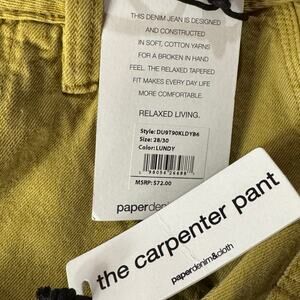 THIS DENIM JEAN IS DESIGNED
AND CONSTRUCTED
IN SOFT, COTTON YARNS
FOR A BROKEN IN HAND
FEEL. THE RELAXED TAPERED
FIT MAKES EVERY DAY LIFE
MORE COMFORTABLE.
RELAXED LIVING.
Style: DU9T90KLDYB6
Size: 28/30
Color: LUNDY
MSRP: $72.00
paperdenim
the carpenter pant
paperdenim&cloth